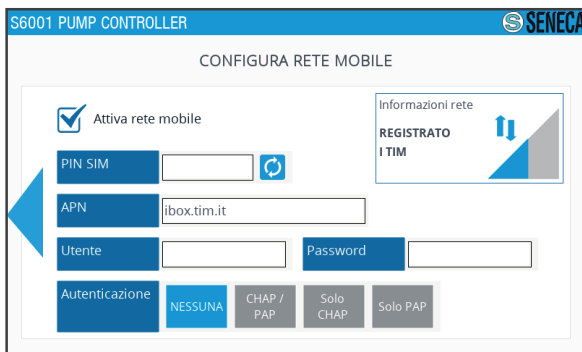 S6001 PUMP CONTROLLER
S SENECA
CONFIGURA RETE MOBILE
Attiva rete mobile
Informazioni rete
REGISTRATO
I TIM
PIN SIM
APN
ibox.tim.it
Utente
Password
Autenticazione
NESSUNA
CHAP /
PAP
Solo
CHAP
Solo PAP